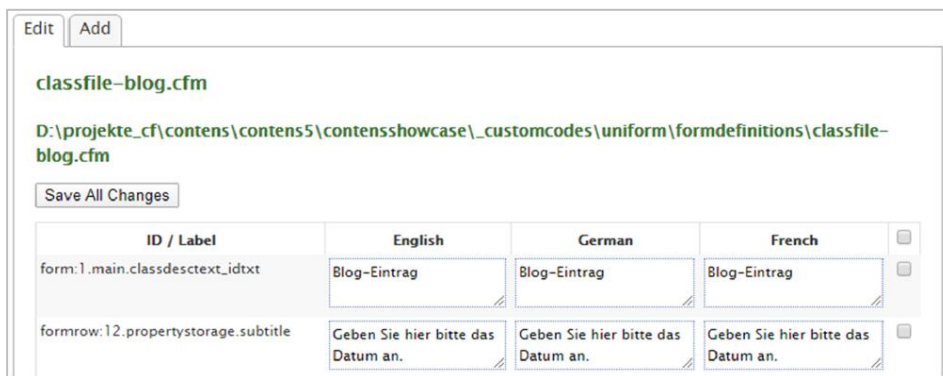 Edit Add
classfile-blog.cfm
D:\projekte_cf\contens\contens5\contensshowcase\_customcodes\uniform\formdefinitions\classfile-
blog.cfm
Save All Changes
ID / Label English German French
form:1.main.classdesctext_idtxt Blog-Eintrag Blog-Eintrag Blog-Eintrag
formrow:12.propertystorage.subtitle Geben Sie hier bitte das Geben Sie hier bitte das Geben Sie hier bitte das
Datum an. Datum an. Datum an.